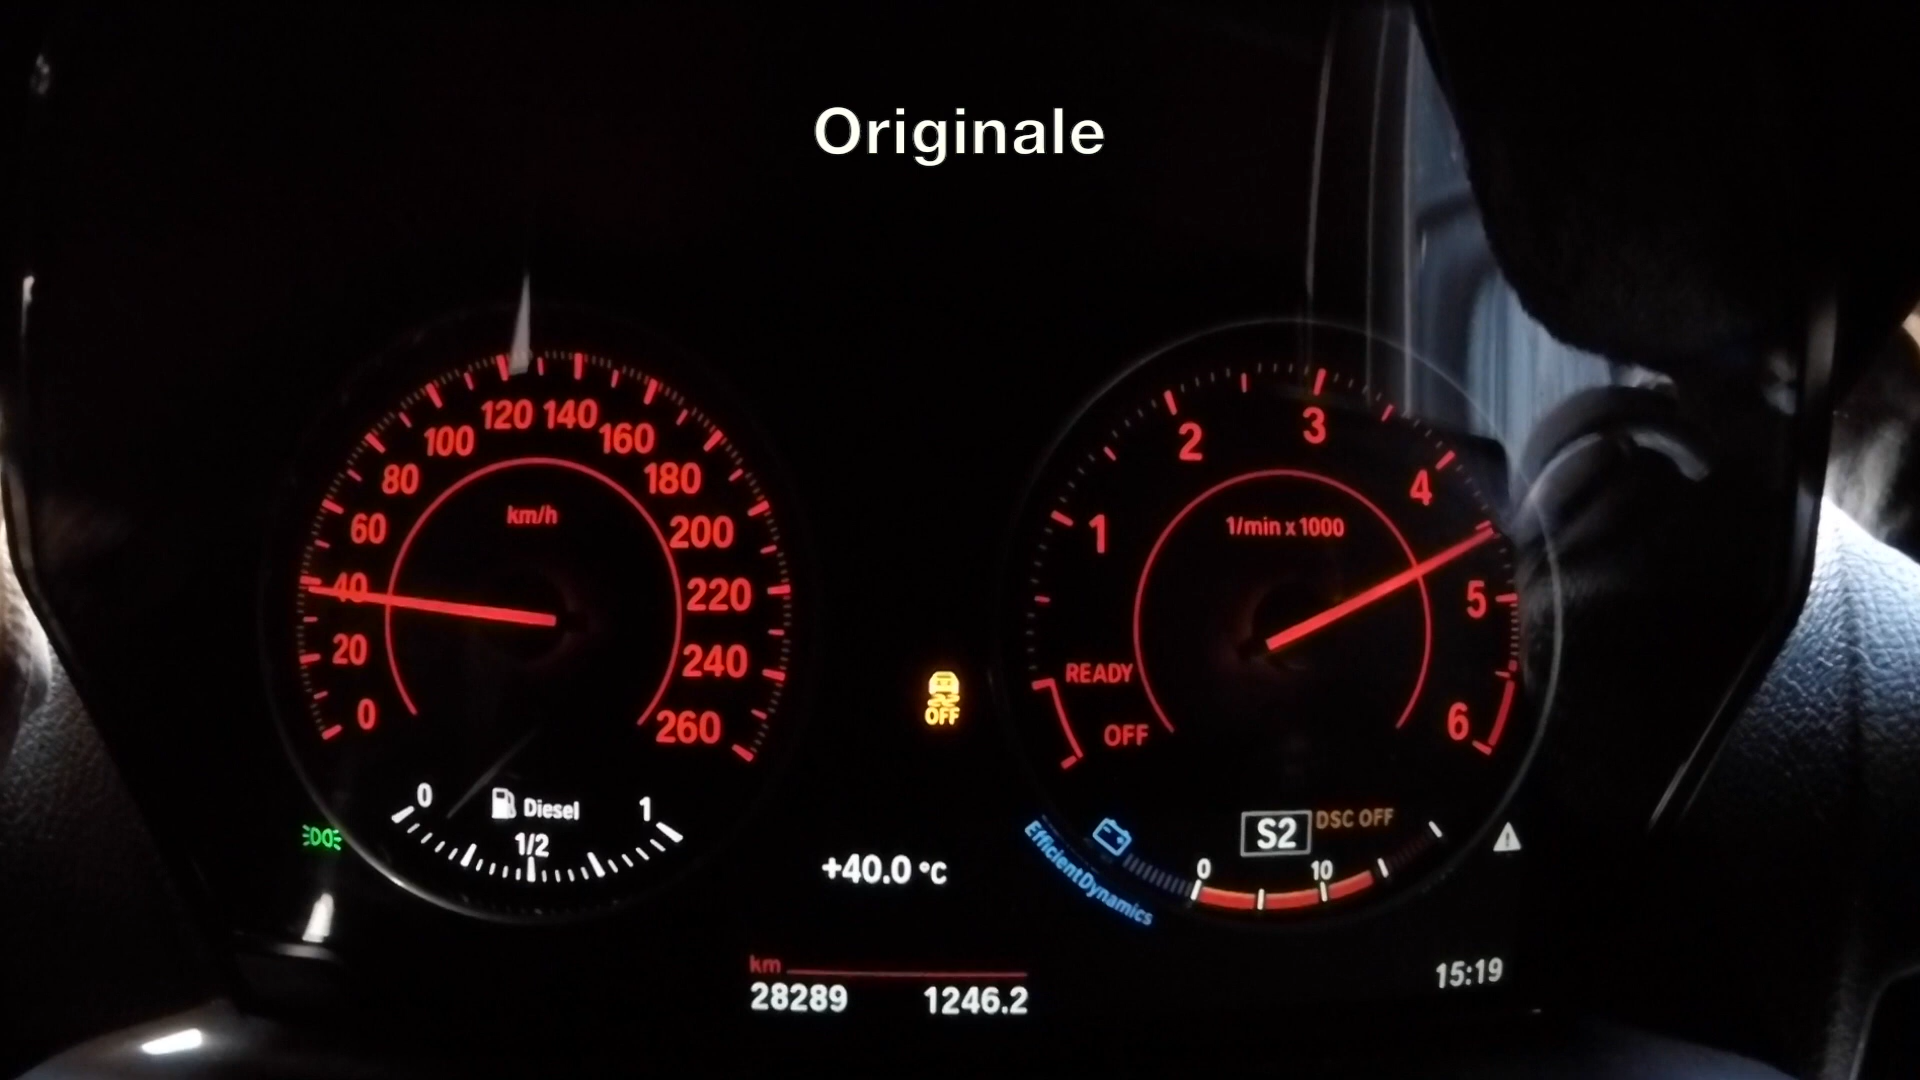 Originale
120 140
100 160
80 180
60 200
40 220
20 240
0 260
km/h
0 Diesel 1
1/2
OFF
+40.0 °C
km
28289 1246.2
3
2 4
1 5
6
1/min x 1000
READY
OFF
S2 DSC OFF
0 10
EfficientDynamics
15:19